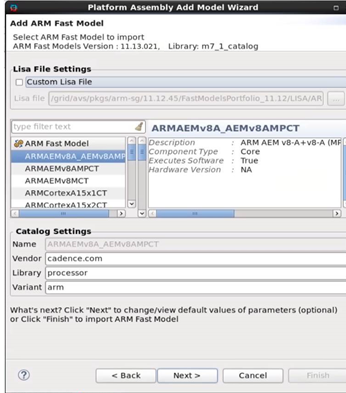 Platform Assembly Add Model Wizard
Add ARM Fast Model
Select ARM Fast Model to import
ARM Fast Models Version : 11.13.021, Library: m7_1_catalog
Lisa File Settings
Custom Lisa File
Lisa file /grid/avs/pkgs/arm-sg/11.12.45/FastModelsPortfolio_11.12/LISA/AR ...
type filter text
ARM Fast Model
ARMAEMv8A_AEMv8AMP
ARMAEMv8AMPCT
ARMAEMv8MCT
ARMCortexA15x1CT
ARMCortexA15x2CT
ARMAEMv8A_AEMv8AMPCT
Description : ARM AEM v8-A+v8-A (MF
Component Type : Core
Executes Software : True
Hardware Version : NA
Catalog Settings
Name ARMAEMv8A_AEMv8AMPCT
Vendor cadence.com
Library processor
Variant arm
What's next? Click "Next" to change/view default values of parameters (optional)
or Click "Finish" to import ARM Fast Model
? < Back Next > Cancel Finish